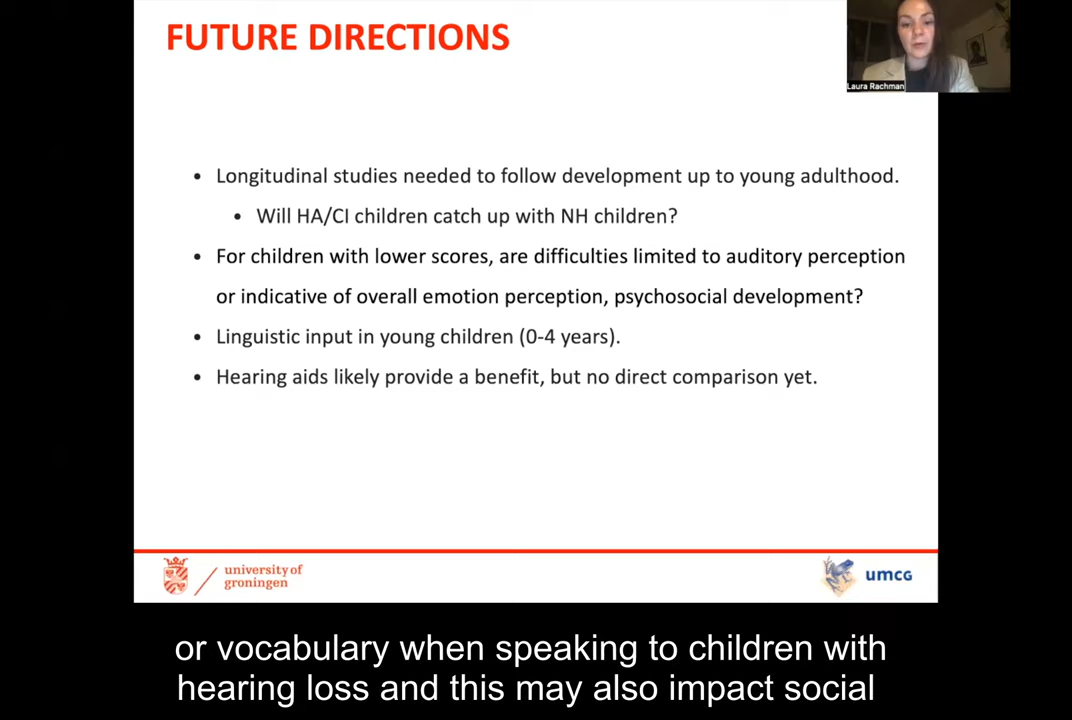 FUTURE DIRECTIONS
Laura Rachman
• Longitudinal studies needed to follow development up to young adulthood.
• Will HA/CI children catch up with NH children?
• For children with lower scores, are difficulties limited to auditory perception
or indicative of overall emotion perception, psychosocial development?
• Linguistic input in young children (0-4 years).
• Hearing aids likely provide a benefit, but no direct comparison yet.
university of
groningen
umcg
or vocabulary when speaking to children with
hearing loss and this may also impact social